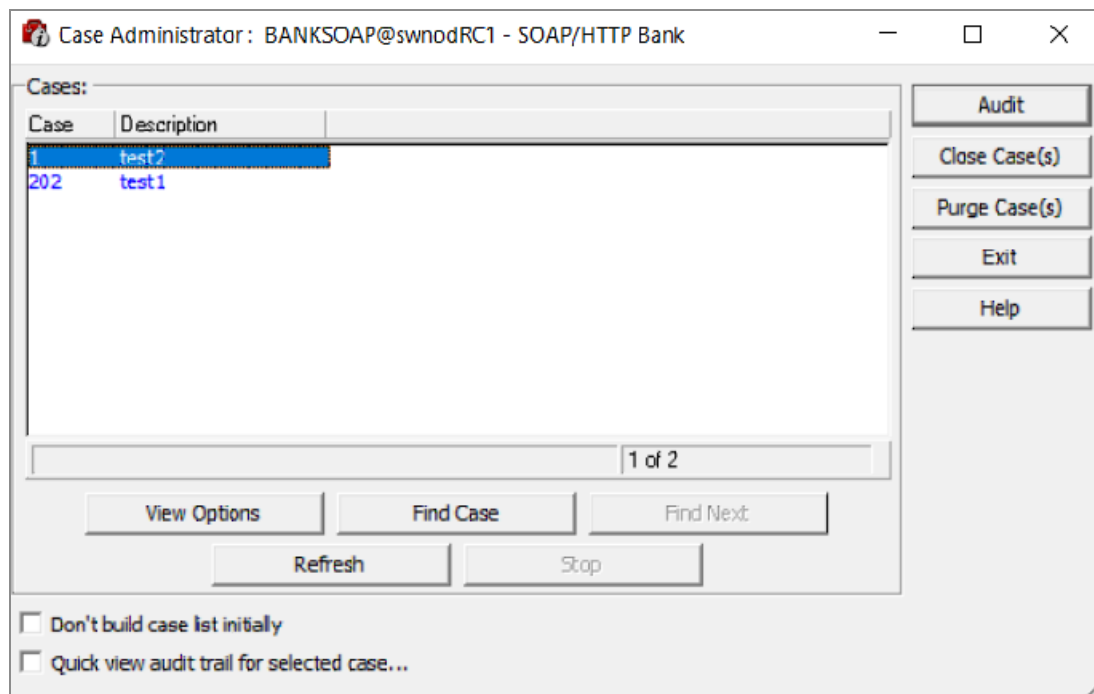 Case Administrator : BANKSOAP@swnodRC1 - SOAP/HTTP Bank
Cases:
Case Description
1 test2
202 test1
1 of 2
View Options Find Case Find Next
Refresh Stop
Don't build case list initially
Quick view audit trail for selected case...
Audit
Close Case(s)
Purge Case(s)
Exit
Help